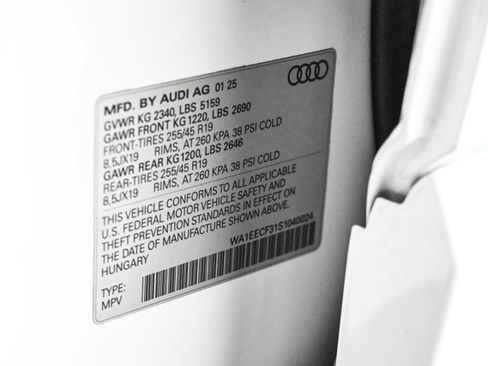 MFD. BY AUDI AG 01 25
GVWR KG 2340, LBS 5159
GAWR FRONT KG1220, LBS 2690
FRONT-TIRES 255/45 R19
8,5JX19 RIMS, AT 260 KPA 38 PSI COLD
GAWR REAR KG1200, LBS 2646
REAR-TIRES 255/45 R19
8,5JX19 RIMS, AT 260 KPA 38 PSI COLD
THIS VEHICLE CONFORMS TO ALL APPLICABLE
U.S. FEDERAL MOTOR VEHICLE SAFETY AND
THEFT PREVENTION STANDARDS IN EFFECT ON
THE DATE OF MANUFACTURE SHOWN ABOVE.
HUNGARY WA1EECF31S1040024
TYPE:
MPV